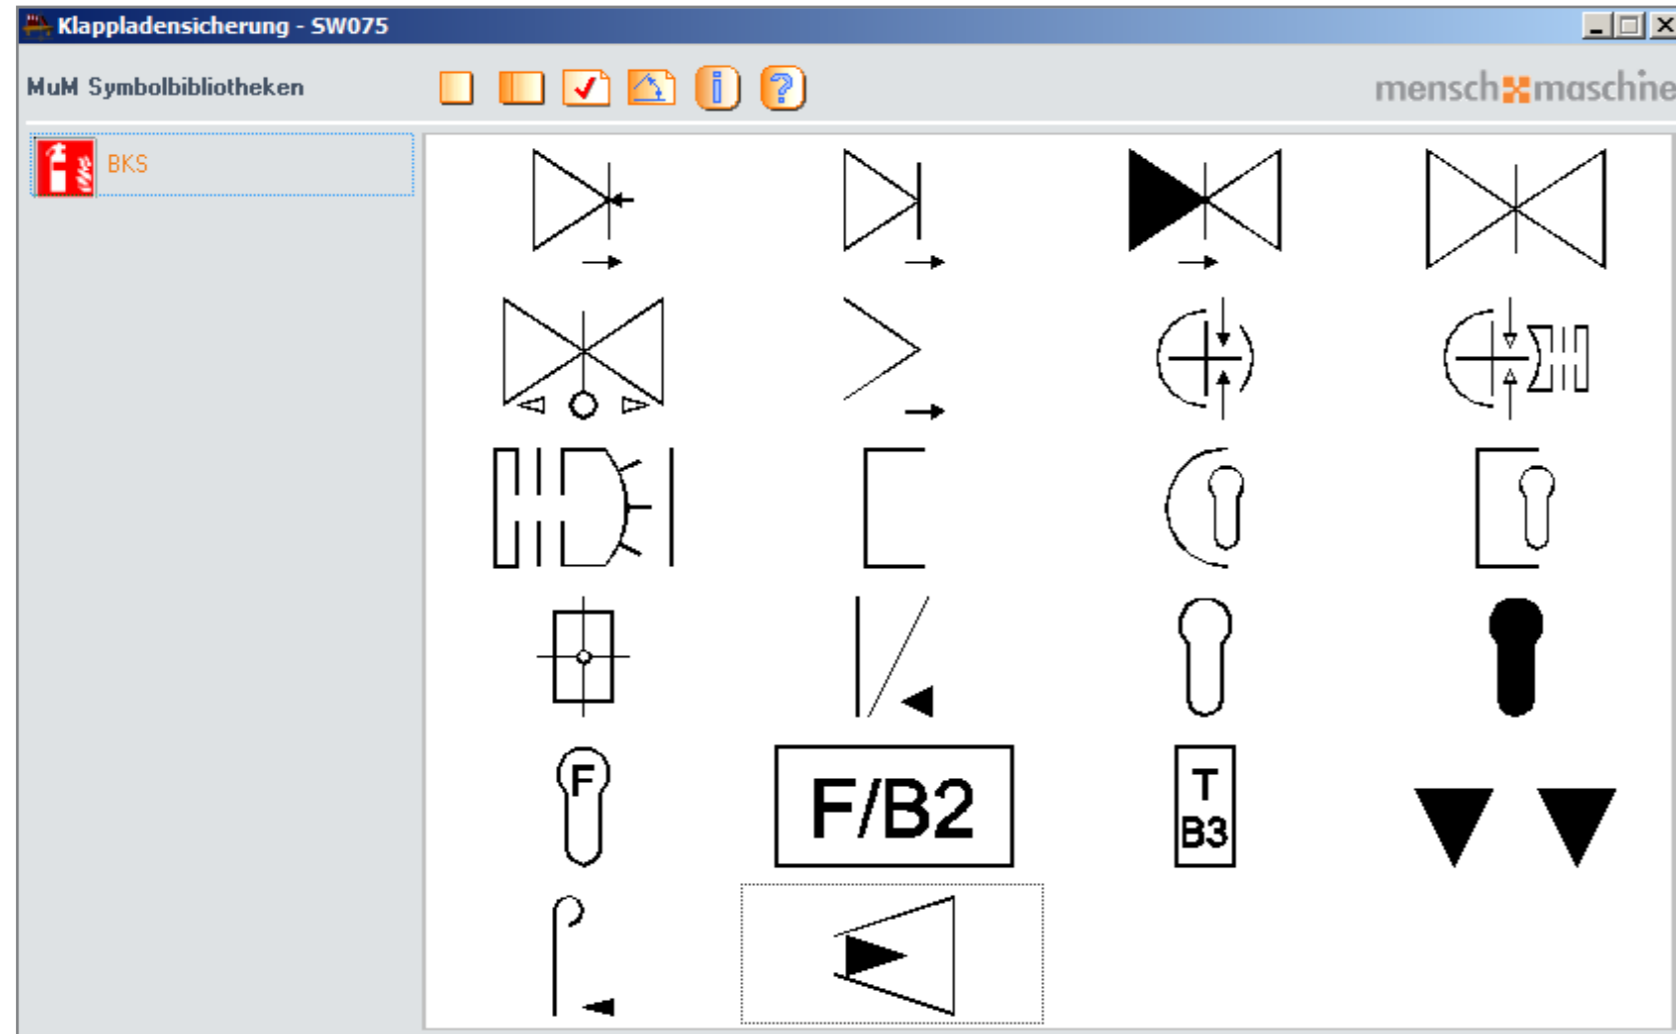 Klappladensicherung - SW075
MuM Symbolbibliotheken
mensch maschine
BKS
F
F/B2
T
B3